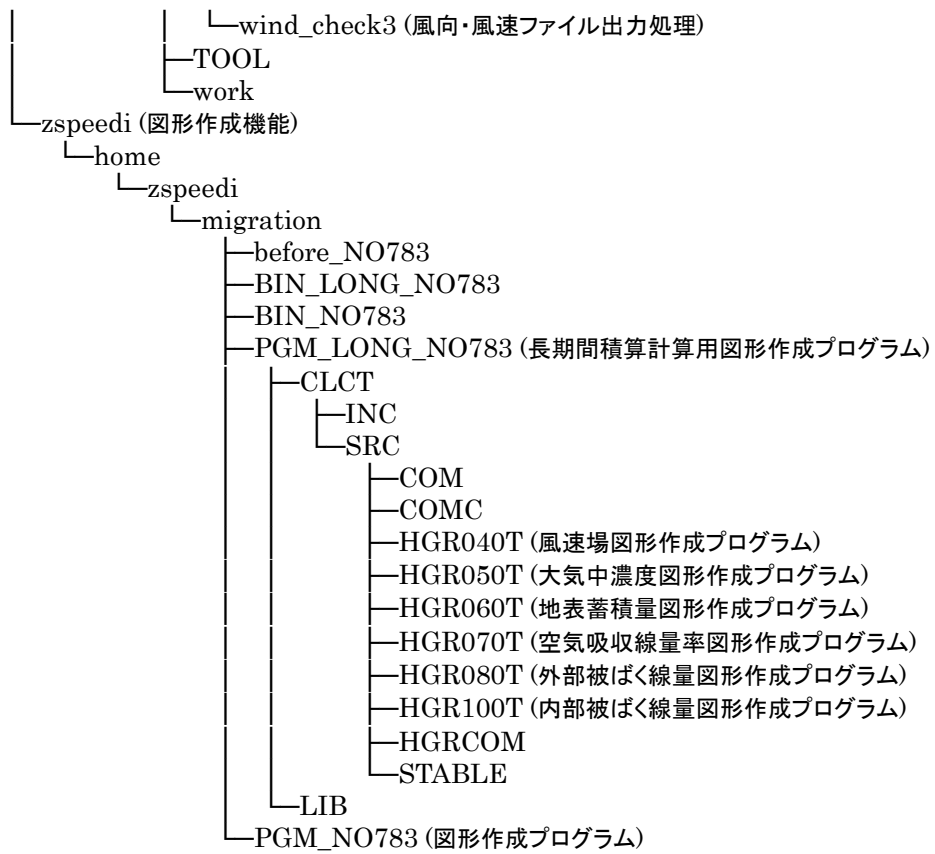 wind_check3 (風向・風速ファイル出力処理)
TOOL
work
zspeedi (図形作成機能)
home
zspeedi
migration
before_NO783
BIN_LONG_NO783
BIN_NO783
PGM_LONG_NO783 (長期間積算計算用図形作成プログラム)
CLCT
INC
SRC
COM
COMC
HGR040T (風速場図形作成プログラム)
HGR050T (大気中濃度図形作成プログラム)
HGR060T (地表蓄積量図形作成プログラム)
HGR070T (空気吸収線量率図形作成プログラム)
HGR080T (外部被ばく線量図形作成プログラム)
HGR100T (内部被ばく線量図形作成プログラム)
HGRCOM
STABLE
LIB
PGM_NO783 (図形作成プログラム)